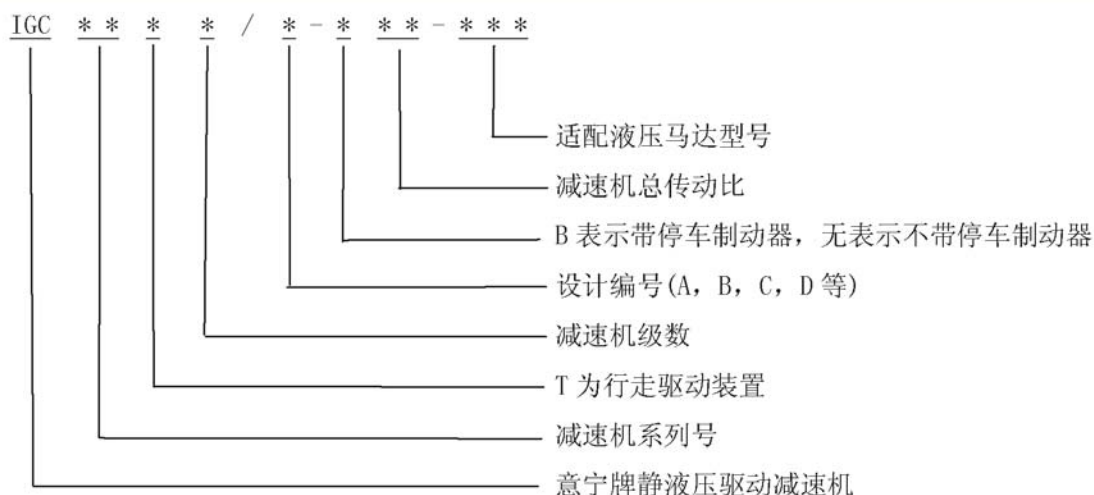 IGC ** * * / * - * ** - ***
适配液压马达型号
减速机总传动比
B 表示带停车制动器，无表示不带停车制动器
设计编号(A，B，C，D 等)
减速机级数
T 为行走驱动装置
减速机系列号
意宁牌静液压驱动减速机